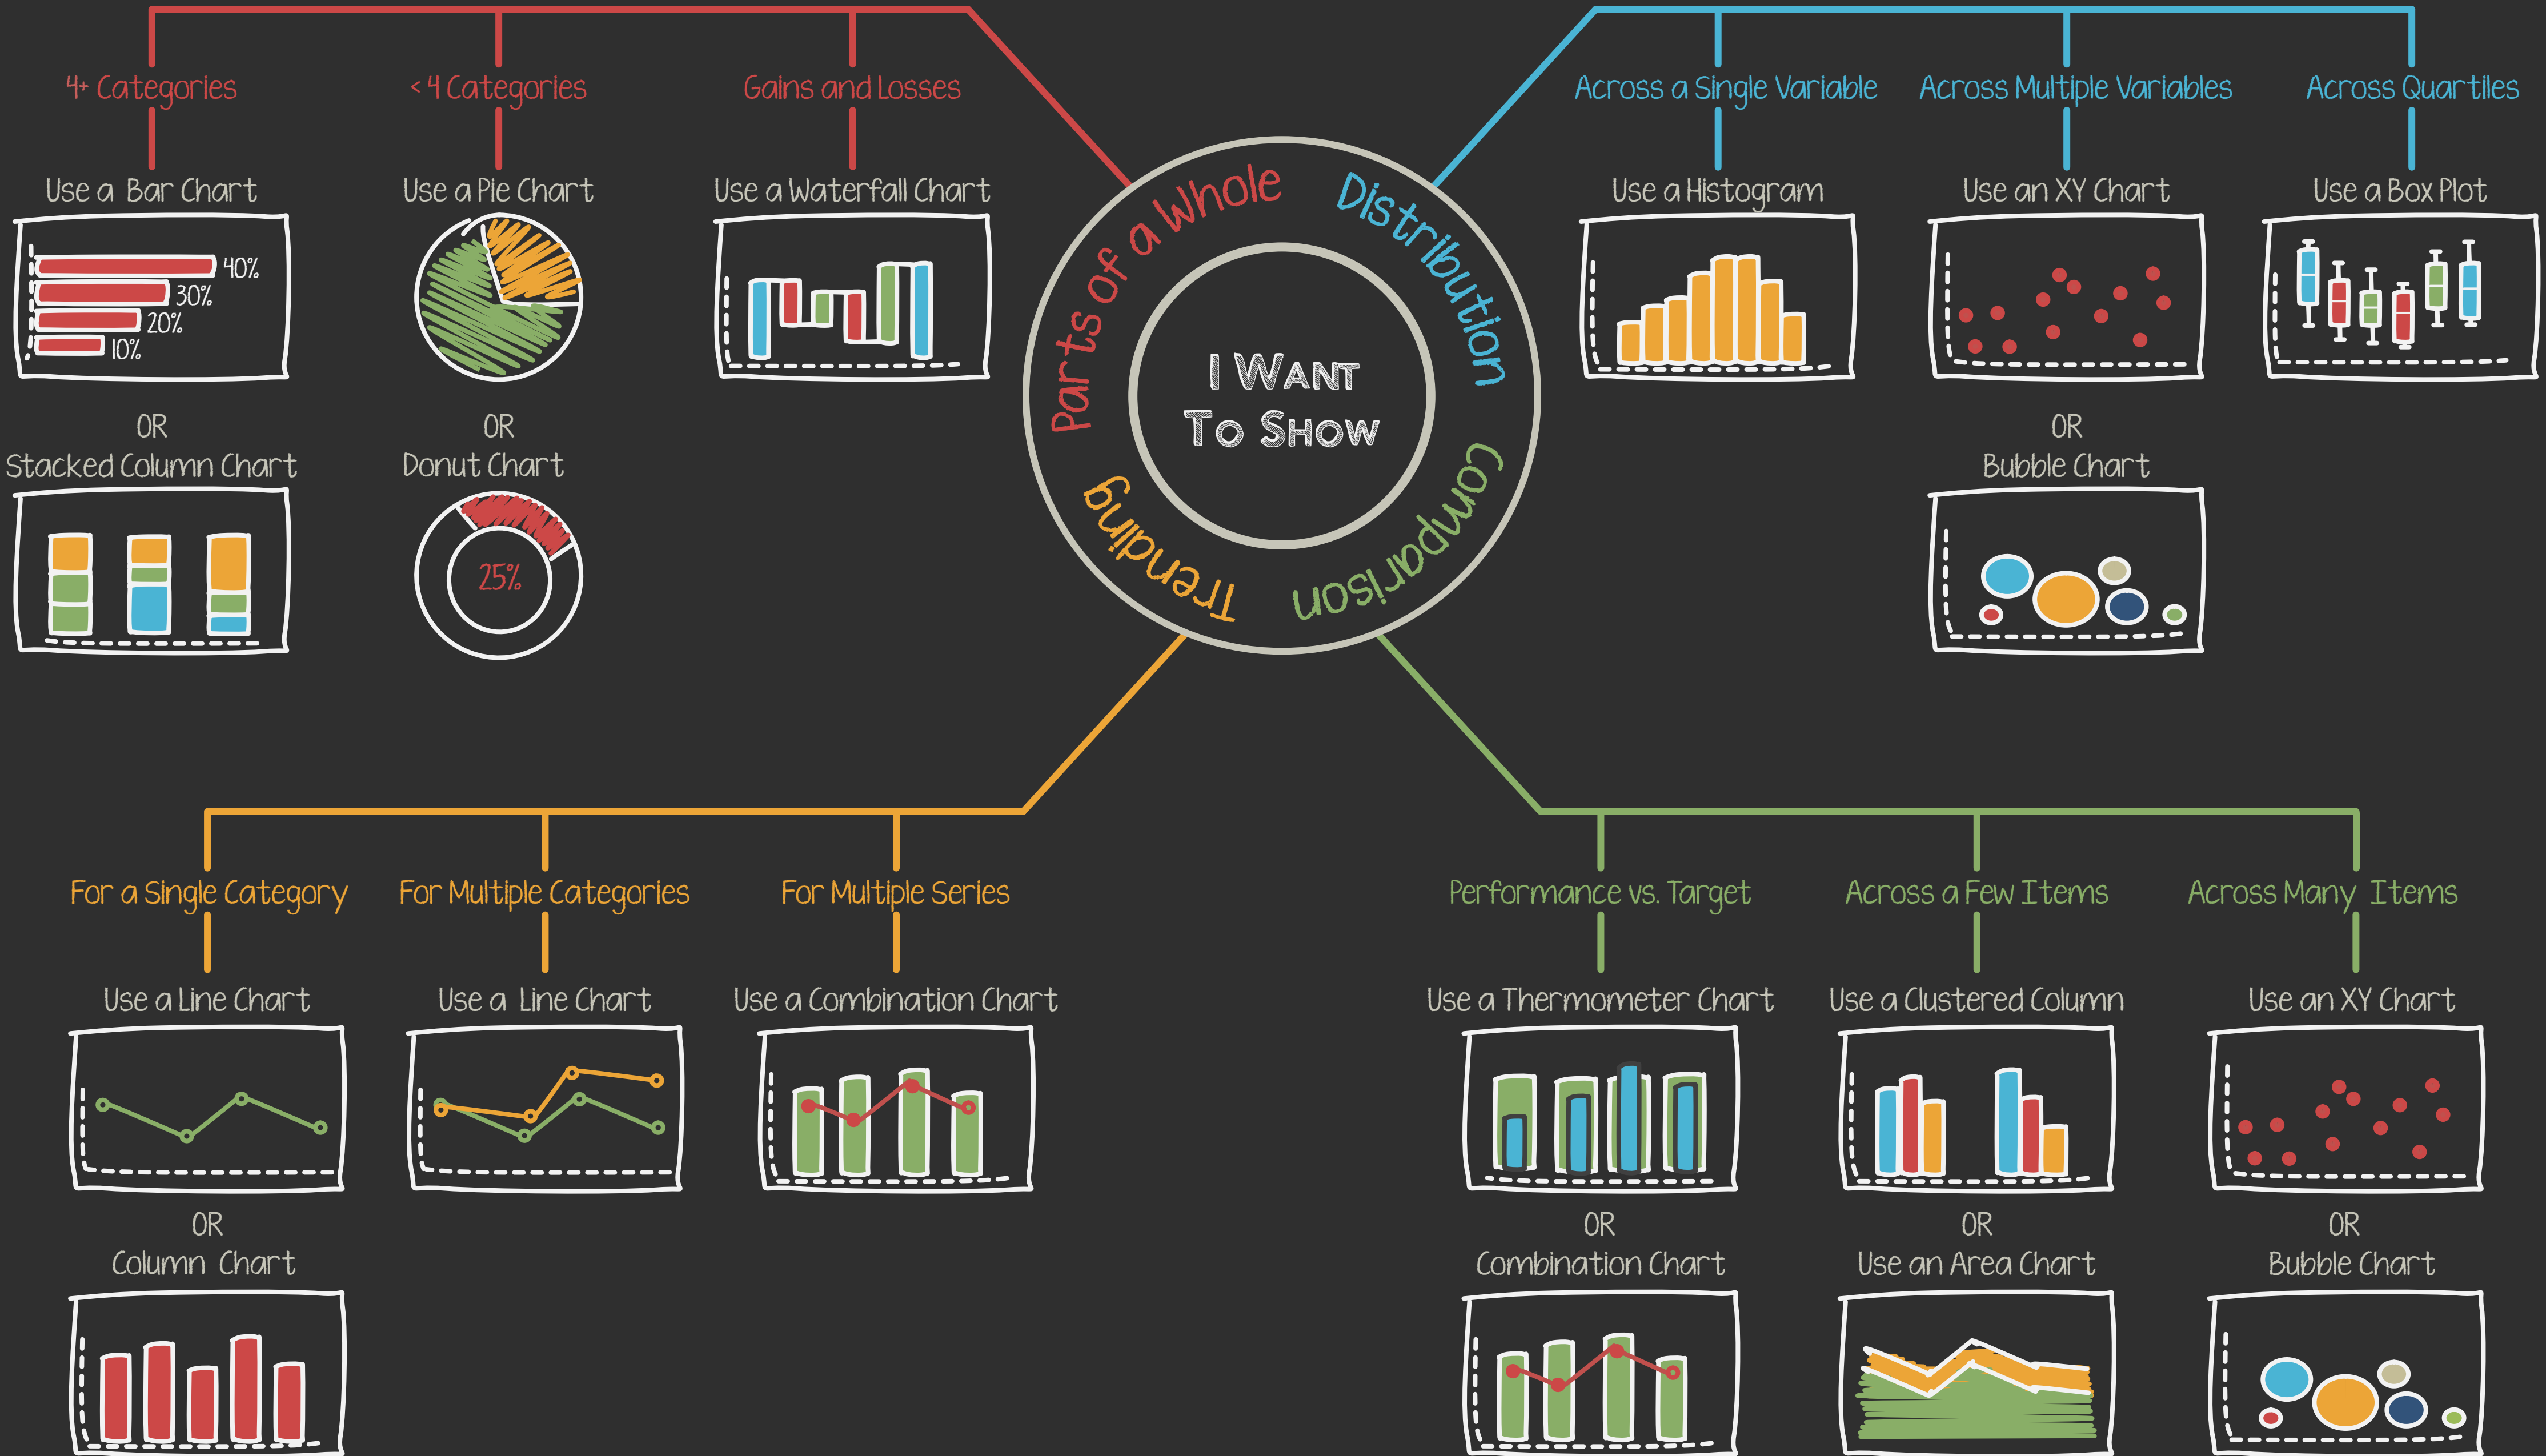 4+ Categories
< 4 Categories
Gains and Losses
Use a Bar Chart
Use a Pie Chart
Use a Waterfall Chart
40%
30%
20%
10%
OR
OR
Stacked Column Chart
Donut Chart
25%
Across a Single Variable
Across Multiple Variables
Across Quartiles
Use a Histogram
Use an XY Chart
Use a Box Plot
OR
Bubble Chart
Parts of a Whole
Distribution
I WANT
TO SHOW
Trending
Comparison
For a Single Category
For Multiple Categories
For Multiple Series
Use a Line Chart
Use a Line Chart
Use a Combination Chart
OR
Column Chart
Performance vs. Target
Across a Few Items
Across Many Items
Use a Thermometer Chart
Use a Clustered Column
Use an XY Chart
OR
OR
OR
Combination Chart
Use an Area Chart
Bubble Chart